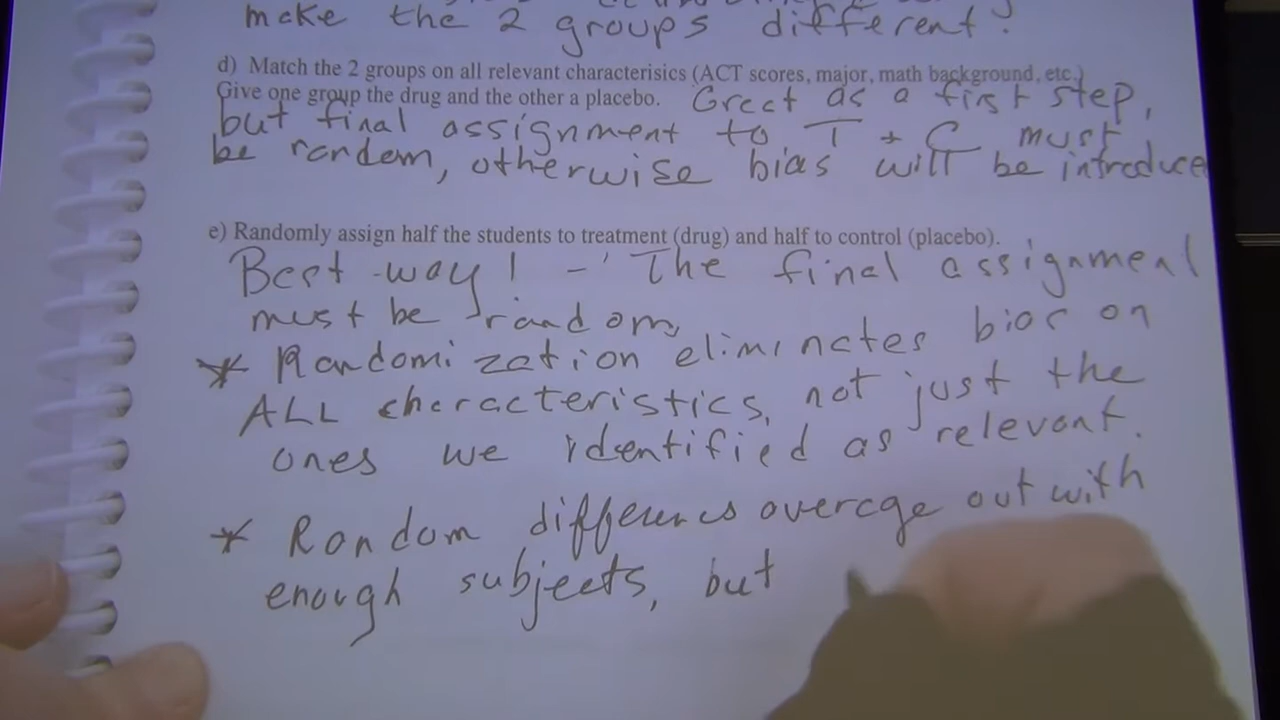 make the 2 groups different?
d) Match the 2 groups on all relevant characterisics (ACT scores, major, math background, etc.)
Give one group the drug and the other a placebo. Great as a first step,
but final assignment to T + C must
be random, otherwise bias will be introduce
e) Randomly assign half the students to treatment (drug) and half to control (placebo).
Best way! - The final assignment
must be random,
* Randomization eliminates bias on
ALL characteristics, not just the
ones we identified as relevant.
* Random differences average out with
enough subjects, but